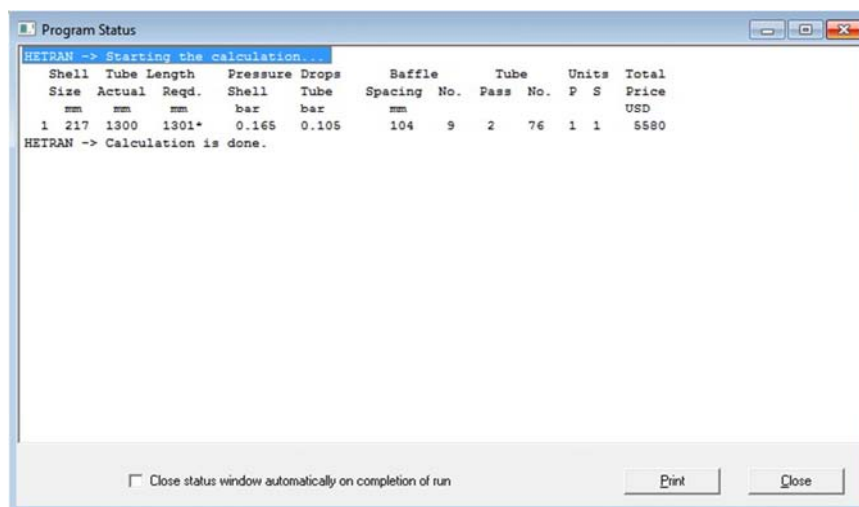 Program Status
HETRAN -> Starting the calculation...
Shell Tube Length Pressure Drops Baffle Tube Units Total
Size Actual Reqd. Shell Tube Spacing No. Pass No. P S Price
mm mm mm bar bar mm USD
1 217 1300 1301* 0.165 0.105 104 9 2 76 1 1 5580
HETRAN -> Calculation is done.
Close status window automatically on completion of run
Print
Close